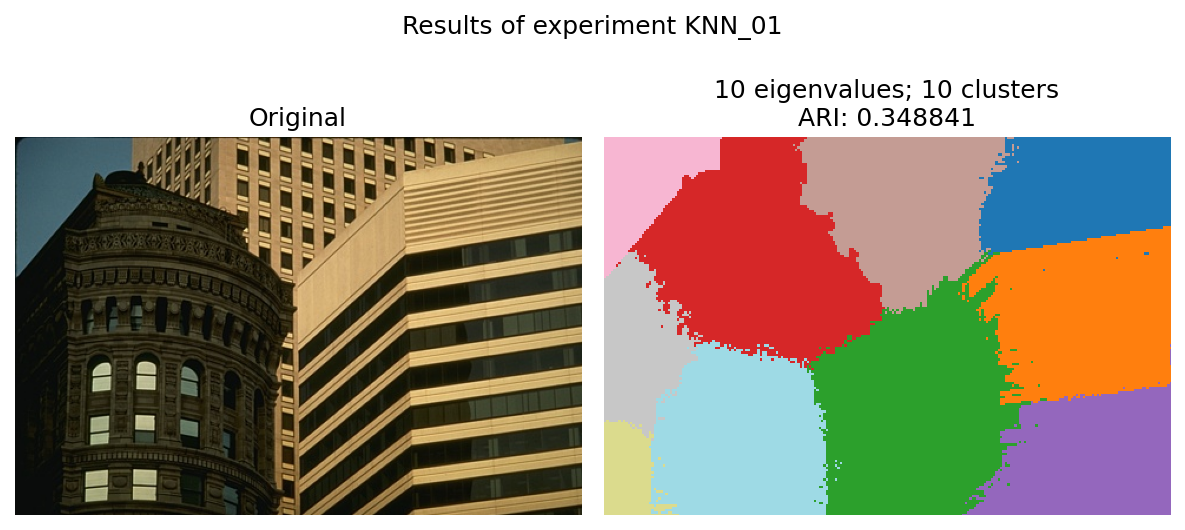 Results of experiment KNN_01
Original
10 eigenvalues; 10 clusters
ARI: 0.348841